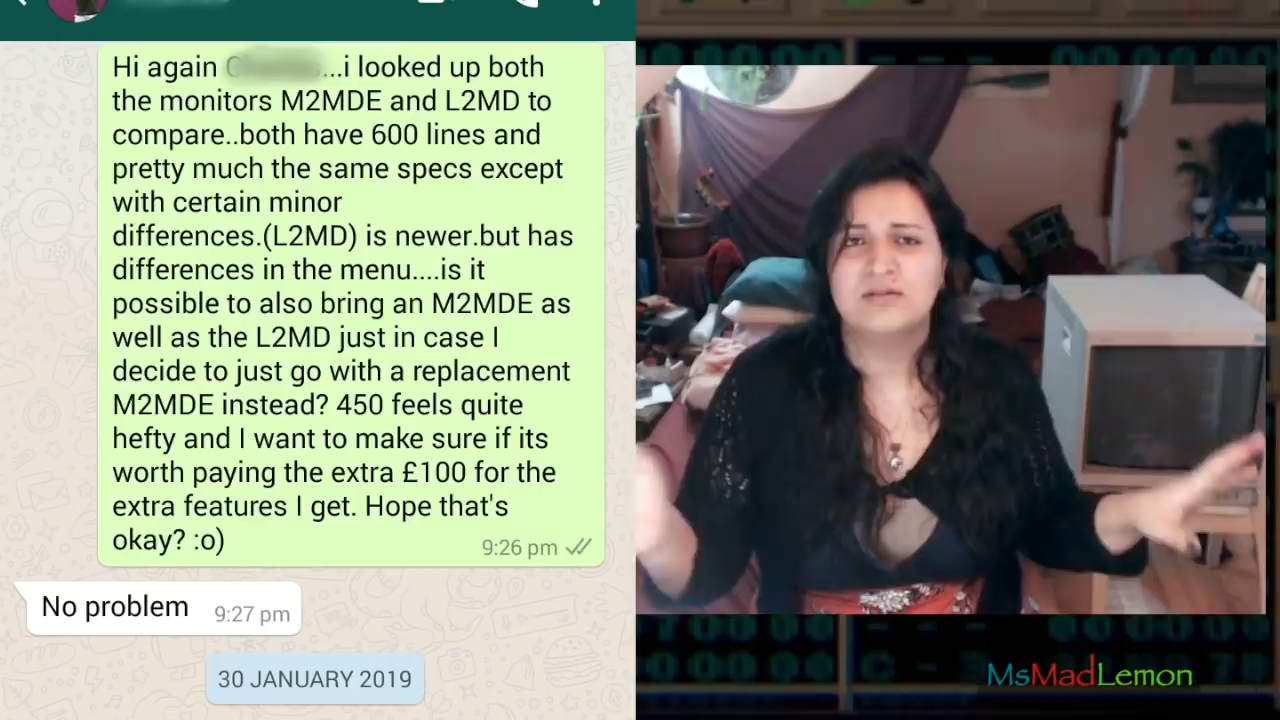 Hi again ...i looked up both
the monitors M2MDE and L2MD to
compare..both have 600 lines and
pretty much the same specs except
with certain minor
differences.(L2MD) is newer.but has
differences in the menu....is it
possible to also bring an M2MDE as
well as the L2MD just in case I
decide to just go with a replacement
M2MDE instead? 450 feels quite
hefty and I want to make sure if its
worth paying the extra £100 for the
extra features I get. Hope that's
okay? :o)
9:26 pm
No problem 9:27 pm
30 JANUARY 2019
MsMadLemon